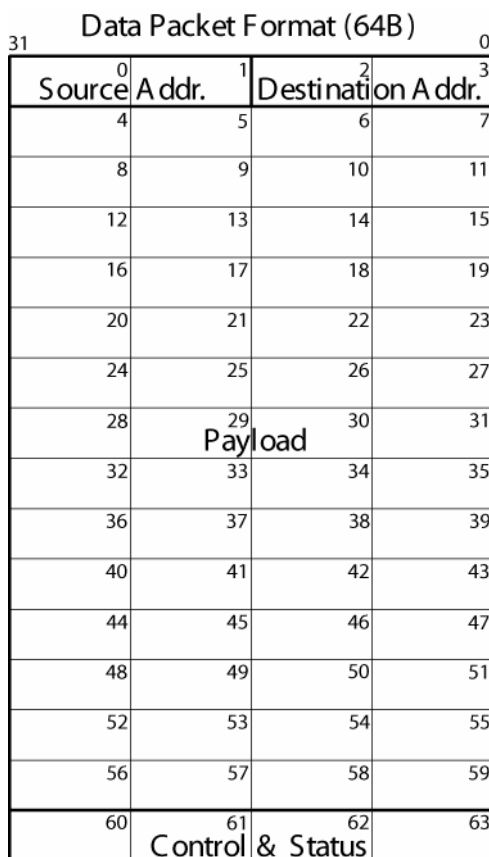 Data Packet Format (64B)
31 0
0 1 2 3
Source Addr. Destination Addr.
4 5 6 7
8 9 10 11
12 13 14 15
16 17 18 19
20 21 22 23
24 25 26 27
28 29 30 31
Payload
32 33 34 35
36 37 38 39
40 41 42 43
44 45 46 47
48 49 50 51
52 53 54 55
56 57 58 59
60 61 62 63
Control & Status